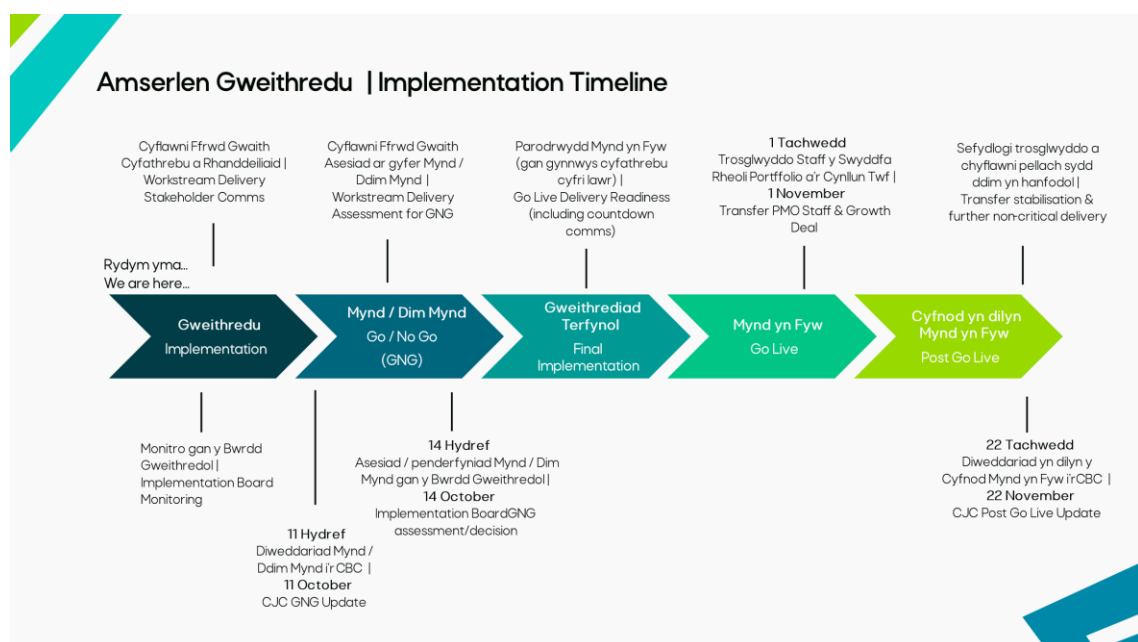 Amserlen Gweithredu | Implementation Timeline
Cyflawni Ffrwd Gwaith
Cyfathrebu a Rhanddeiliaid |
Workstream Delivery
Stakeholder Comms
Cyflawni Ffrwd Gwaith
Asesiad ar gyfer Mynd /
Ddim Mynd |
Workstream Delivery
Assessment for GNG
Parodrwydd Mynd yn Fyw
(gan gynnwys cyfathrebu
cyfri lawr) |
Go Live Delivery Readiness
(including countdown
comms)
1 Tachwedd
Trosglwyddo Staff y Swyddfa
Rheoli Portffolio a'r Cynllun Twf |
1 November
Transfer PMO Staff & Growth
Deal
Sefydlogi trosglwyddo a
chyflawni pellach sydd
ddim yn hanfodol |
Transfer stabilisation &
further non-critical delivery
Rydym yma...
We are here...
Gweithredu
Implementation
Mynd / Dim Mynd
Go / No Go
(GNG)
Gweithrediad
Terfynol
Final
Implementation
Mynd yn Fyw
Go Live
Cyfnod yn dilyn
Mynd yn Fyw
Post Go Live
Monitro gan y Bwrdd
Gweithredol |
Implementation Board
Monitoring
11 Hydref
Diweddariad Mynd /
Ddim Mynd i'r CBC |
11 October
CJC GNG Update
14 Hydref
Asesiad / penderfyniad Mynd / Dim
Mynd gan y Bwrdd Gweithredol |
14 October
Implementation BoardGNG
assessment/decision
22 Tachwedd
Diweddariad yn dilyn y
Cyfnod Mynd yn Fyw i'rCBC |
22 November
CJC Post Go Live Update